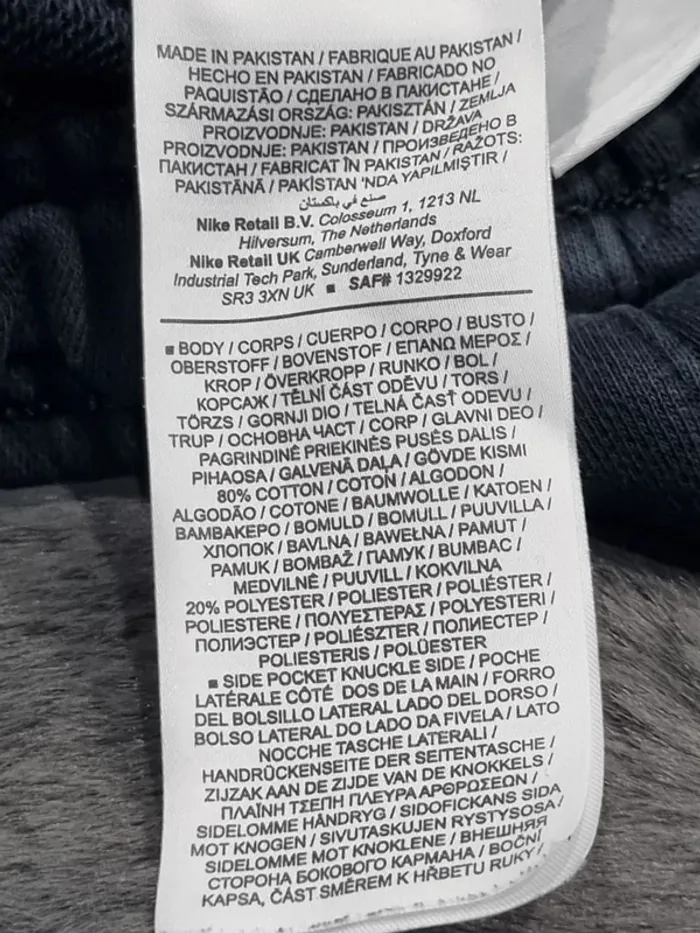 MADE IN PAKISTAN / FABRIQUE AU PAKISTAN /
HECHO EN PAKISTAN / FABRICADO NO
PAQUISTÃO / СДЕЛАНО В ПАКИСТАНЕ /
SZÁRMAZÁSI ORSZÁG: PAKISZTÁN / ZEMLJA
PROIZVODNJE: PAKISTAN / DRŽAVA
PROIZVODNJE: PAKISTAN / ПРОИЗВЕДЕНО В
ПАКИСТАН / FABRICAT ÎN PAKISTAN / RAŽOTS:
PAKISTĀNĀ / PAKİSTAN 'NDA YAPILMIŞTIR /
صنع في باكستان
Nike Retail B.V. Colosseum 1, 1213 NL
Hilversum, The Netherlands
Nike Retail UK Camberwell Way, Doxford
Industrial Tech Park, Sunderland, Tyne & Wear
SR3 3XN UK ■ SAF# 1329922
■ BODY / CORPS / CUERPO / CORPO / BUSTO /
OBERSTOFF / BOVENSTOF / ΕΠΑΝΩ ΜΕΡΟΣ /
KROP / ÖVERKROPP / RUNKO / BOL /
КОРСАЖ / TĚLNÍ ČÁST ODĚVU / TORS /
TÖRZS / GORNJI DIO / TELNÁ ČASŤ ODEVU /
TRUP / ОСНОВНА ЧАСТ / CORP / GLAVNI DEO /
PAGRINDINĖ PRIEKINĖS PUSĖS DALIS /
PIHAOSA / GALVENĀ DAĻA / GÖVDE KISMI
80% COTTON / COTON / ALGODON /
ALGODÃO / COTONE / BAUMWOLLE / KATOEN /
ΒΑΜΒΑΚΕΡΟ / BOMULD / BOMULL / PUUVILLA /
ХЛОПОК / BAVLNA / BAWEŁNA / PAMUT /
PAMUK / BOMBAŽ / ПАМУК / BUMBAC /
MEDVILNĖ / PUUVILL / KOKVILNA
20% POLYESTER / POLIESTER / POLIÉSTER /
POLIESTERE / ΠΟΛΥΕΣΤΕΡΑΣ / POLYESTERI /
ПОЛИЭСТЕР / POLIÉSZTER / ПОЛИЕСТЕР /
POLIESTERIS / POLÜESTER
■ SIDE POCKET KNUCKLE SIDE / POCHE
LATÉRALE CÔTÉ DOS DE LA MAIN / FORRO
DEL BOLSILLO LATERAL LADO DEL DORSO /
BOLSO LATERAL DO LADO DA FIVELA / LATO
NOCCHE TASCHE LATERALI /
HANDRÜCKENSEITE DER SEITENTASCHE /
ZIJZAK AAN DE ZIJDE VAN DE KNOKKELS /
ΠΛΑΪΝΗ ΤΣΕΠΗ ΠΛΕΥΡΑ ΑΡΘΡΩΣΕΩΝ /
SIDELOMME HÅNDRYG / SIDOFICKANS SIDA
MOT KNOGEN / SIVUTASKUJEN RYSTYSOSA /
SIDELOMME MOT KNOKLENE / ВНЕШНЯЯ
СТОРОНА БОКОВОГО КАРМАНА / BOČNÍ
KAPSA, ČÁST SMĚREM K HŘBETU RUKY /